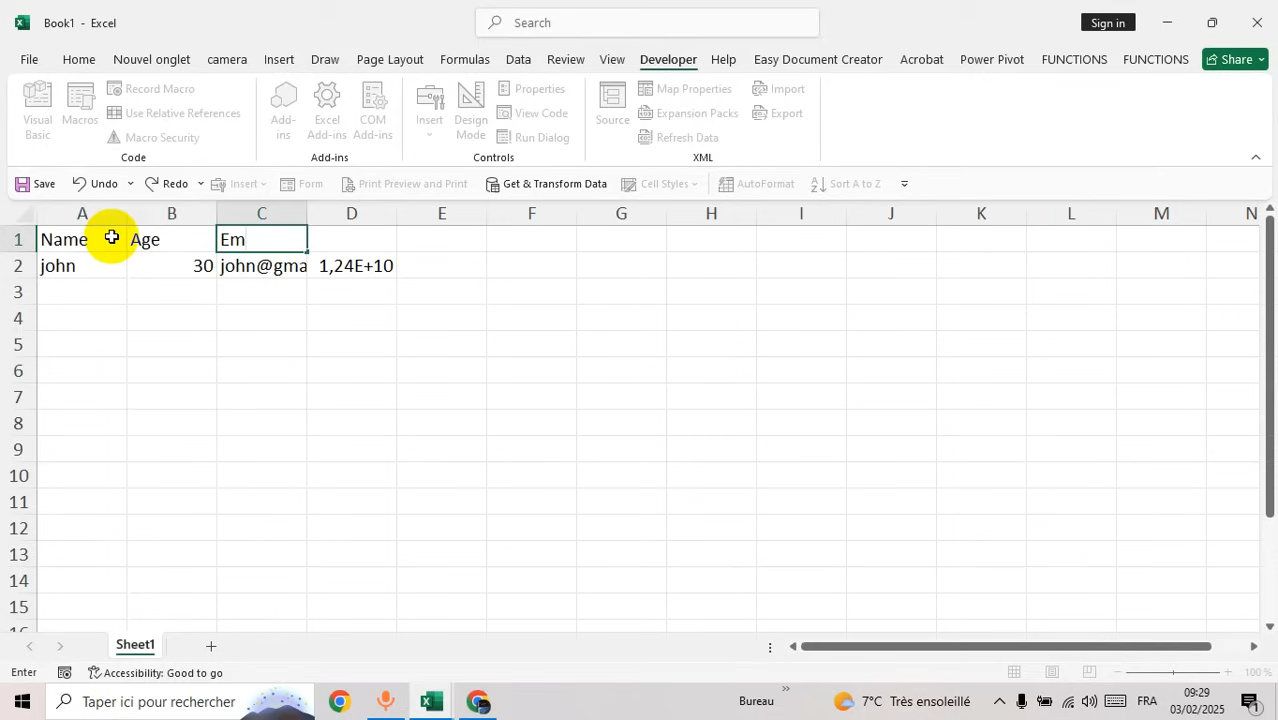 Book1 - Excel
Search
Sign in
File Home Nouvel onglet camera Insert Draw Page Layout Formulas Data Review View Developer Help Easy Document Creator Acrobat Power Pivot FUNCTIONS FUNCTIONS Share
Visual Basic
Macros
Record Macro
Use Relative References
Macro Security
Code
Add-ins
Excel Add-ins
COM Add-ins
Add-ins
Insert
Design Mode
Properties
View Code
Run Dialog
Controls
Source
Map Properties
Expansion Packs
Refresh Data
Import
Export
XML
Save Undo Redo Insert Form Print Preview and Print Get & Transform Data Cell Styles AutoFormat Sort A to Z
A B C D E F G H I J K L M N
1 Name Age Em
2 john 30 john@gma 1,24E+10
3
4
5
6
7
8
9
10
11
12
13
14
15
16
Sheet1
Enter Accessibility: Good to go 100 %
Taper ici pour rechercher
Bureau
7°C Très ensoleillé
FRA
09:29
03/02/2025
1